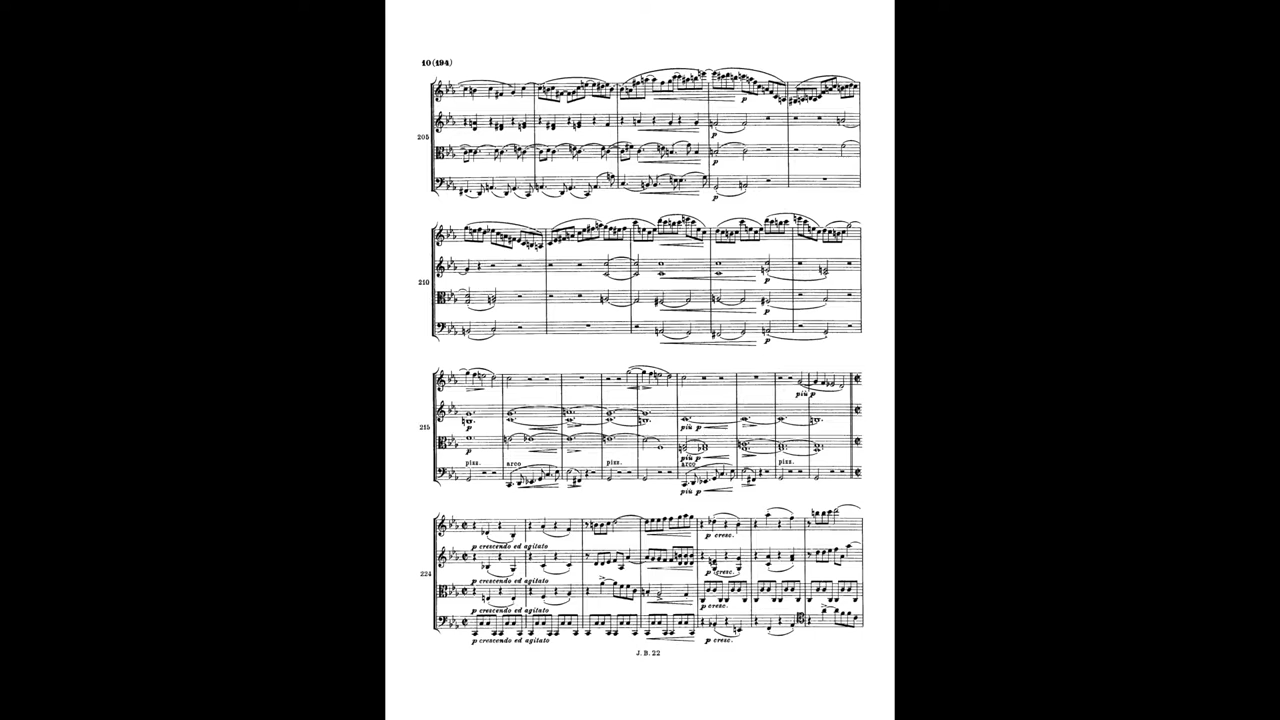 10 (194)
205
p
p
p
p
210
p
p
p
215
p
p
pizz. arco pizz. arco pizz.
più p
più p
più p
224
p crescendo ed agitato
p crescendo ed agitato
p crescendo ed agitato
p crescendo ed agitato
p cresc.
p cresc.
p cresc.
p cresc.
J. B. 22